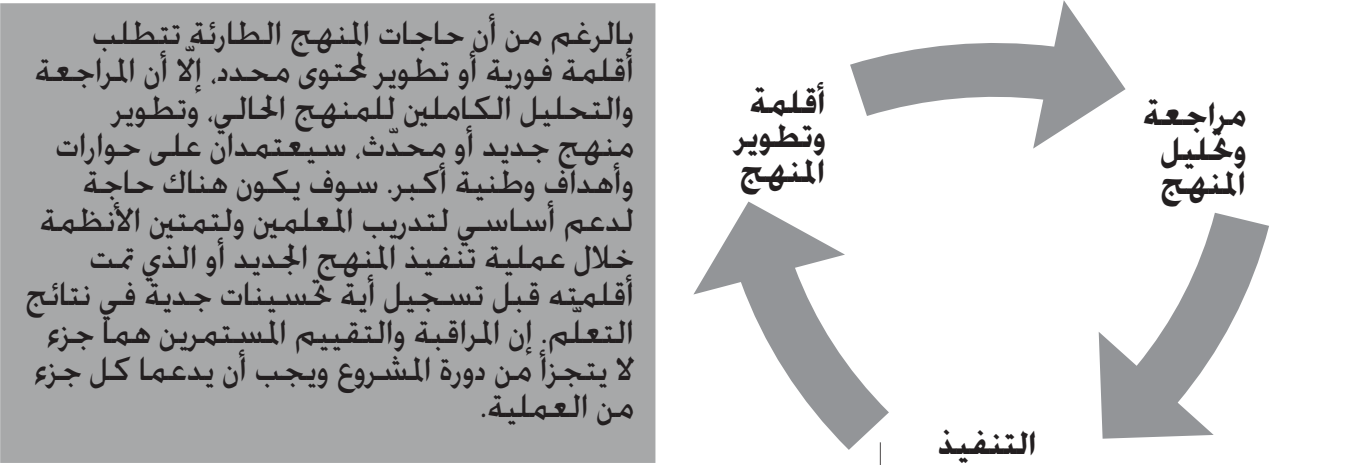 مراجعة
وتحليل
المنهج
أقلمة
وتطوير
المنهج
التنفيذ
بالرغم من أن حاجات المنهج الطارئة تتطلب
أقلمة فورية أو تطوير لمحتوى محدد، إلّا أن المراجعة
والتحليل الكاملين للمنهج الحالي، وتطوير
منهج جديد أو محدّث، سيعتمدان على حوارات
وأهداف وطنية أكبر. سوف يكون هناك حاجة
لدعم أساسي لتدريب المعلمين ولتمتين الأنظمة
خلال عملية تنفيذ المنهج الجديد أو الذي تمت
أقلمته قبل تسجيل أية تحسينات جدية في نتائج
التعلّم. إن المراقبة والتقييم المستمرين هما جزء
لا يتجزأ من دورة المشروع ويجب أن يدعما كل جزء
من العملية.